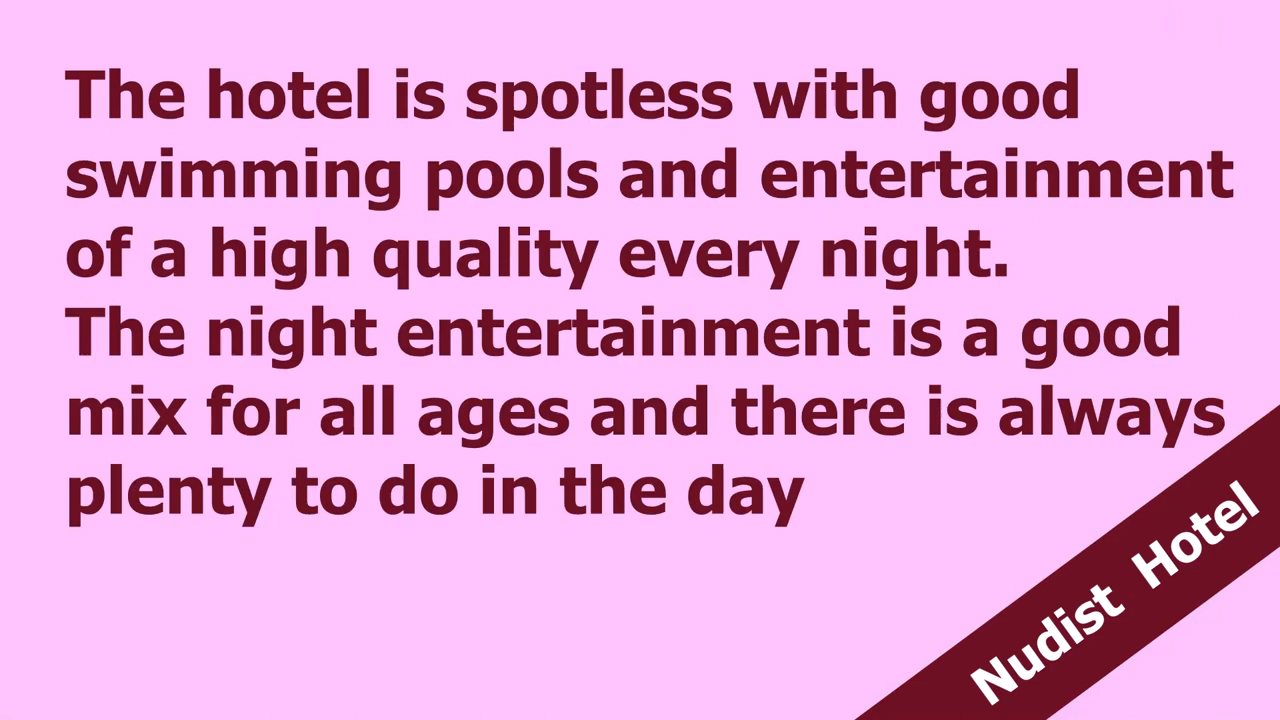 The hotel is spotless with good
swimming pools and entertainment
of a high quality every night.
The night entertainment is a good
mix for all ages and there is always
plenty to do in the day
Nudist Hotel